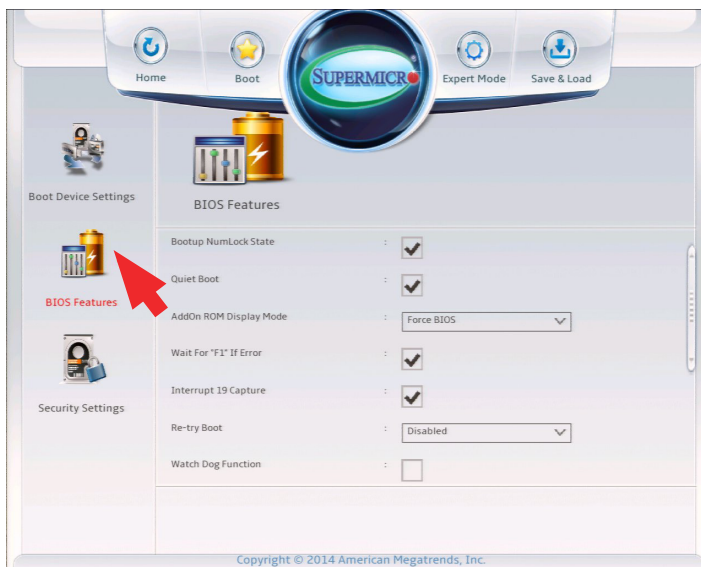 Home
Boot
SUPERMICRO
Expert Mode
Save & Load
Boot Device Settings
BIOS Features
Security Settings
BIOS Features
Bootup NumLock State :
Quiet Boot :
AddOn ROM Display Mode : Force BIOS
Wait For "F1" If Error :
Interrupt 19 Capture :
Re-try Boot : Disabled
Watch Dog Function :
Copyright © 2014 American Megatrends, Inc.